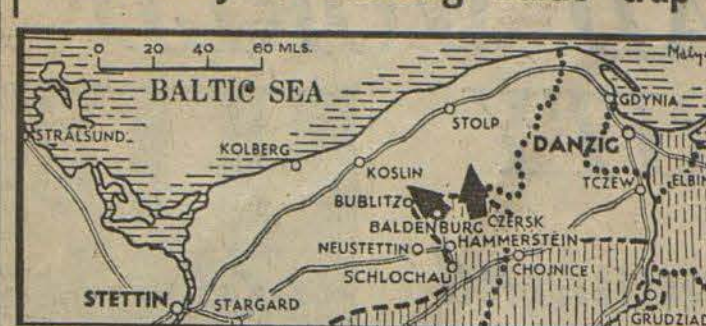 trap
0 20 40 60 MLS.
BALTIC SEA
STRALSUND
KOLBERG
STOLP
GDYNIA
KOSLIN
DANZIG
BUBLITZ
TCZEW
ELBIN
BALDENBURG
CZERSK
NEUSTETTIN
HAMMERSTEIN
SCHLOCHAU
CHOJNICE
STETTIN
STARGARD
GRUDZIAD